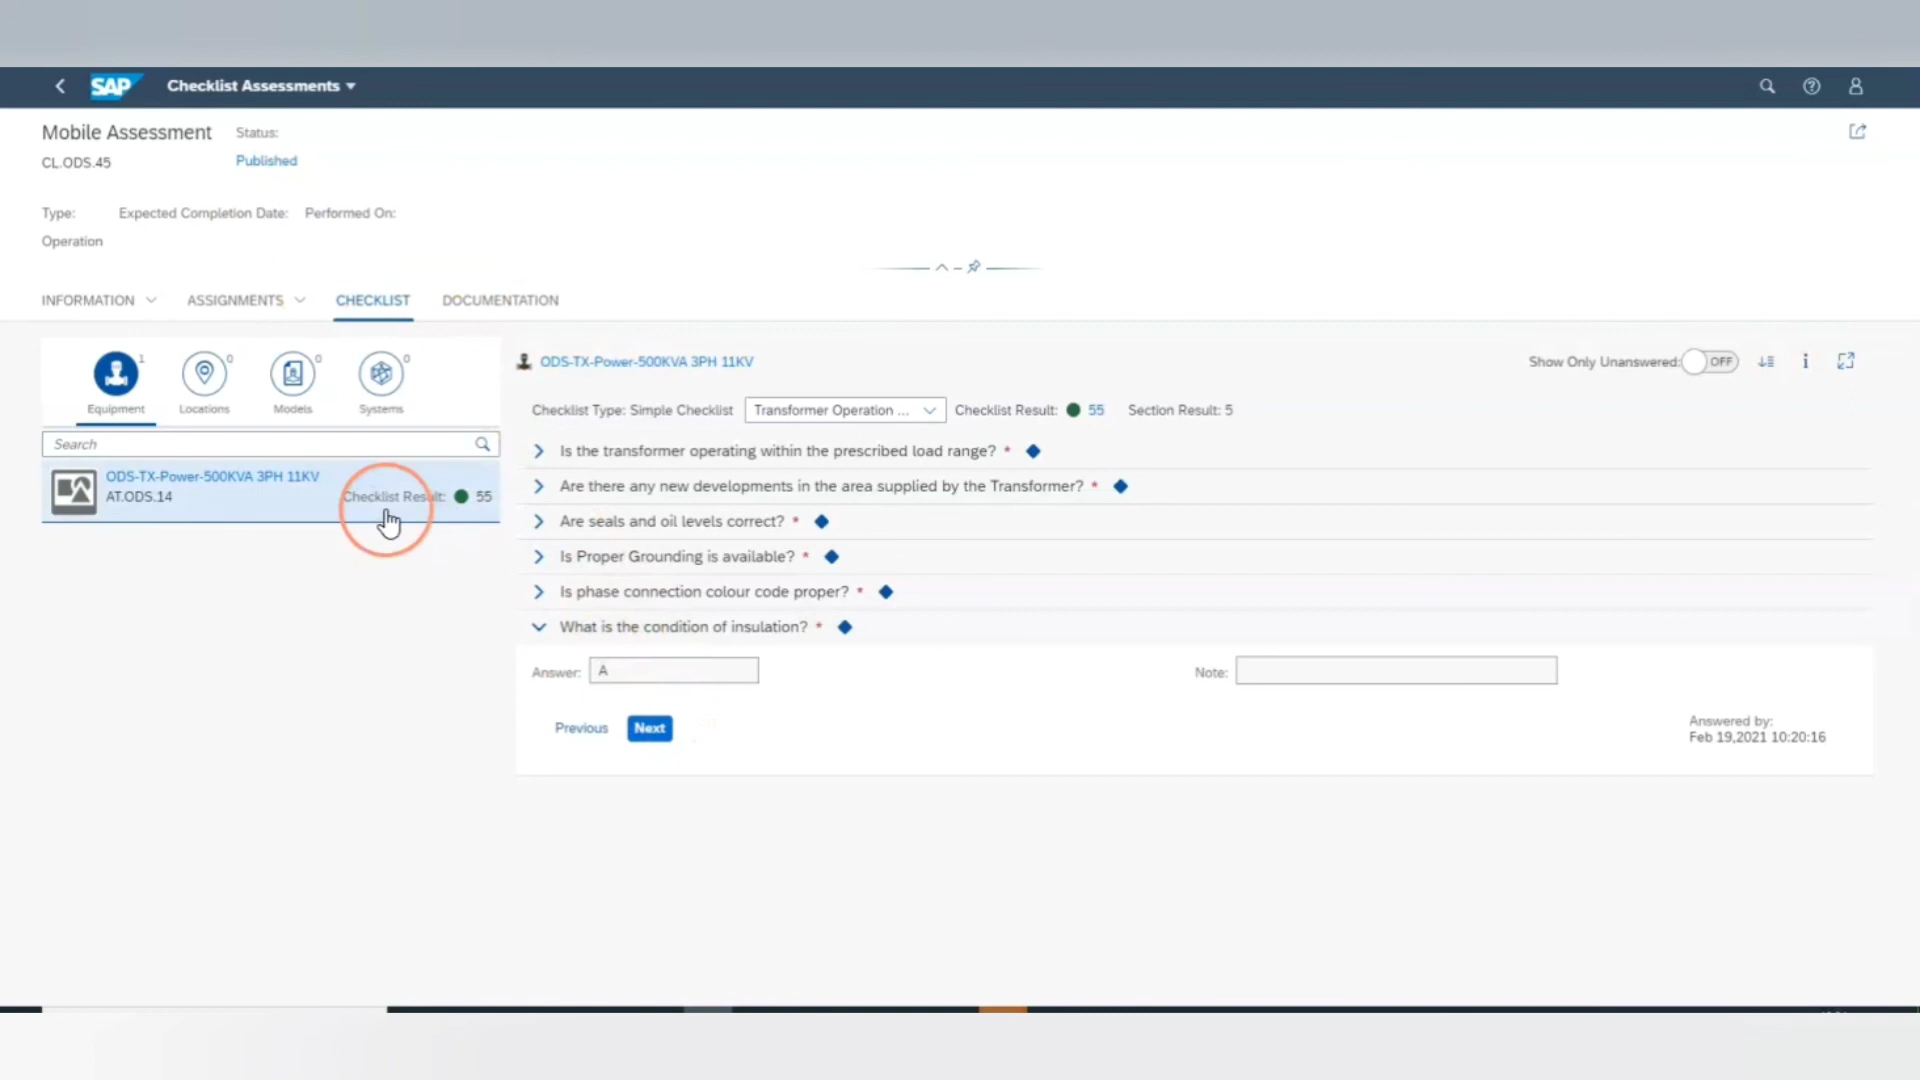 SAP Checklist Assessments
Mobile Assessment Status:
CL.ODS.45 Published
Type: Expected Completion Date: Performed On:
Operation
INFORMATION ASSIGNMENTS CHECKLIST DOCUMENTATION
1 0 0 0
Equipment Locations Models Systems
Search
ODS-TX-Power-500KVA 3PH 11KV
AT.ODS.14 Checklist Result: 55
ODS-TX-Power-500KVA 3PH 11KV Show Only Unanswered: OFF
Checklist Type: Simple Checklist Transformer Operation ... Checklist Result: 55 Section Result: 5
Is the transformer operating within the prescribed load range? *
Are there any new developments in the area supplied by the Transformer? *
Are seals and oil levels correct? *
Is Proper Grounding is available? *
Is phase connection colour code proper? *
What is the condition of insulation? *
Answer: A Note:
Previous Next
Answered by:
Feb 19,2021 10:20:16